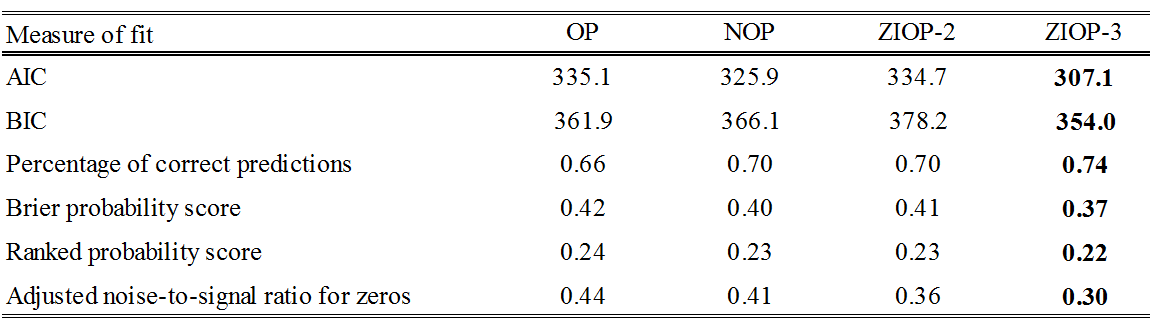 Measure of fit OP NOP ZIOP-2 ZIOP-3
AIC 335.1 325.9 334.7 307.1
BIC 361.9 366.1 378.2 354.0
Percentage of correct predictions 0.66 0.70 0.70 0.74
Brier probability score 0.42 0.40 0.41 0.37
Ranked probability score 0.24 0.23 0.23 0.22
Adjusted noise-to-signal ratio for zeros 0.44 0.41 0.36 0.30